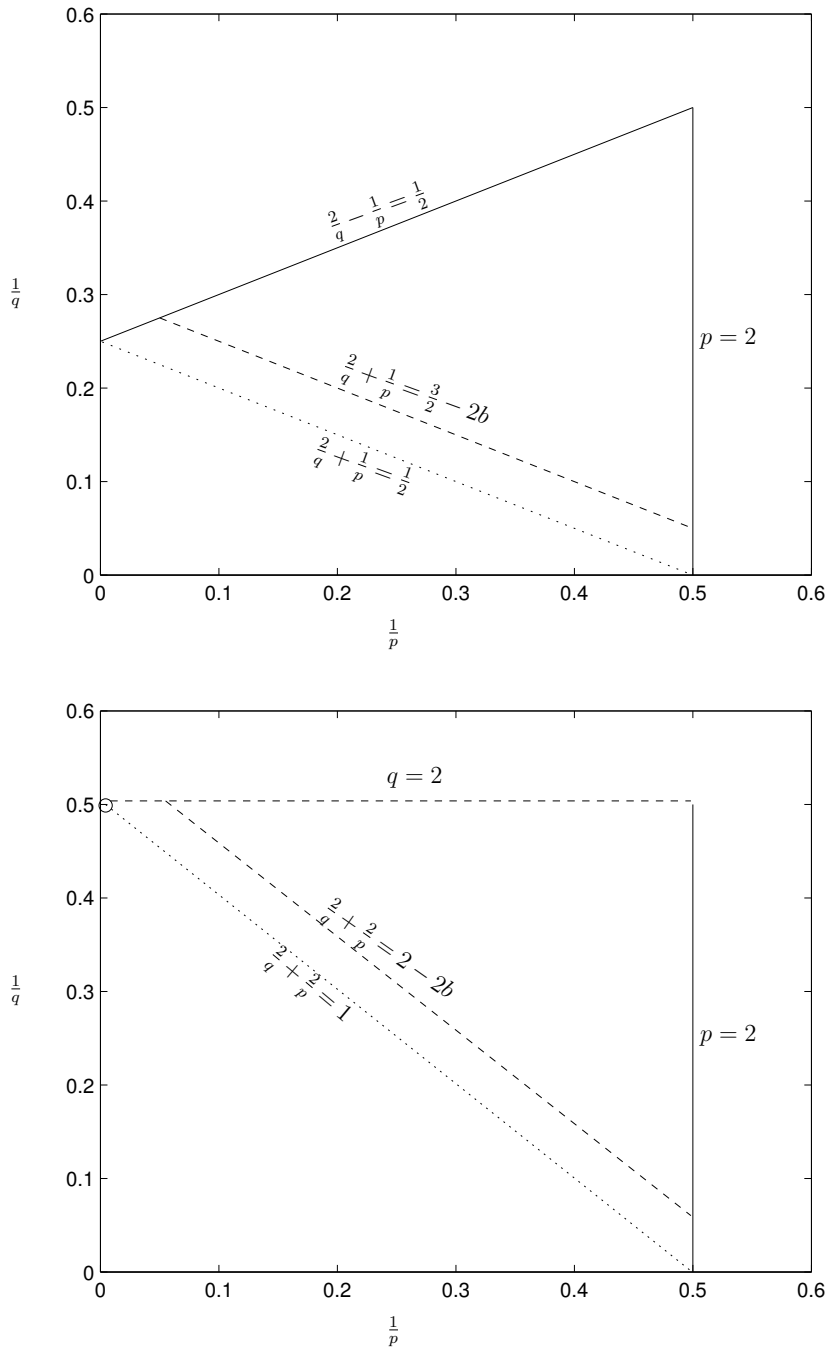 0.6
0.5
0.4
0.3
0.2
0.1
0
0 0.1 0.2 0.3 0.4 0.5 0.6
1/q
1/p
2/q − 1/p = 1/2
p = 2
2/q + 1/p = 3/2 − 2b
2/q + 1/p = 1/2
0.6
0.5
0.4
0.3
0.2
0.1
0
0 0.1 0.2 0.3 0.4 0.5 0.6
1/q
1/p
q = 2
2/q + 2/p = 2 − 2b
2/q + 2/p = 1
p = 2